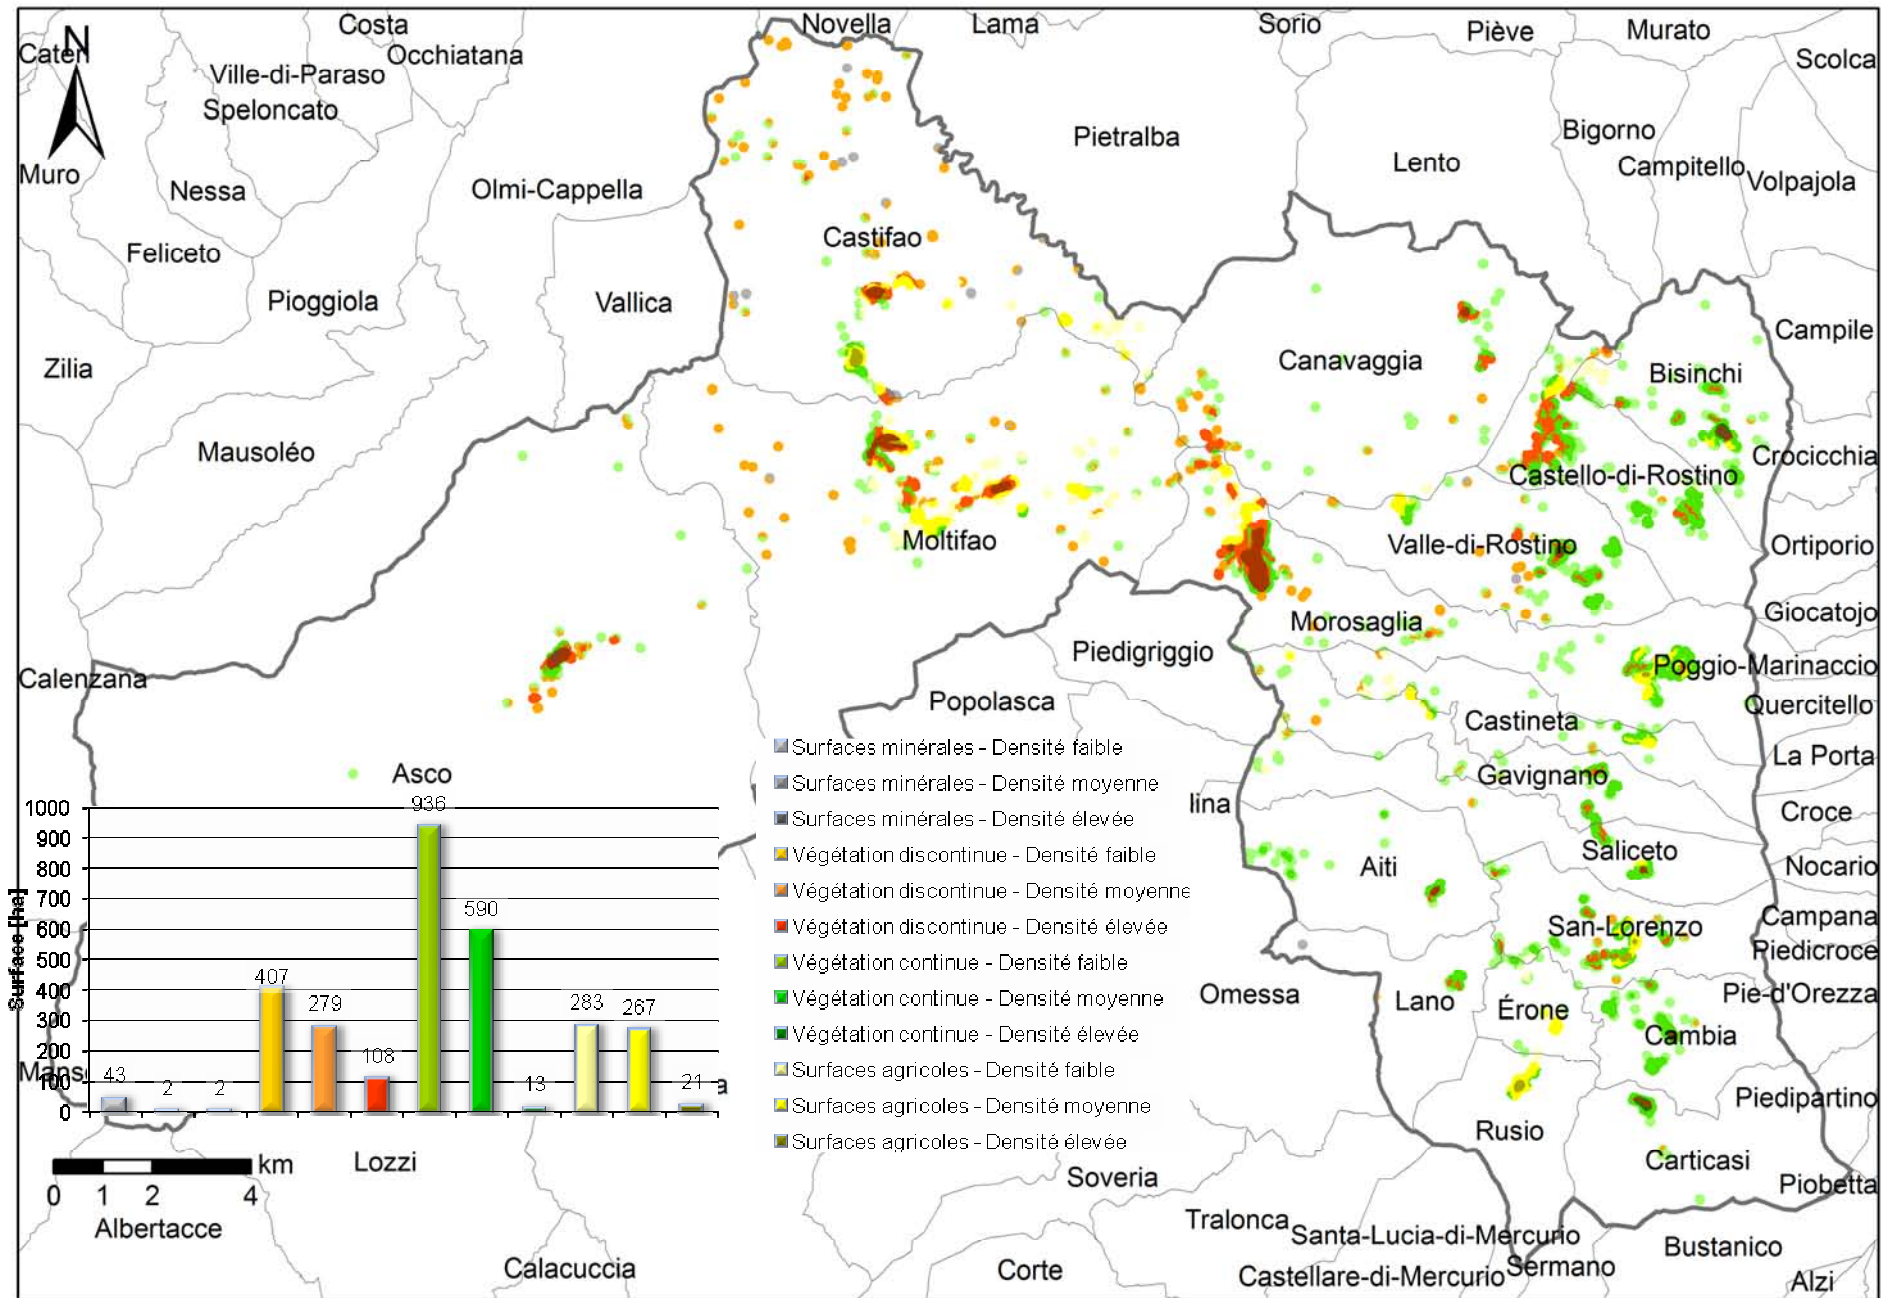 Costa
Novella
Lama
Sorio
Piève
Murato
N
Occhiatana
Scolca
Ville-di-Paraso
Speloncato
Pietralba
Bigorno
Lento
Campitello
Volpajola
Muro
Nessa
Olmi-Cappella
Castifao
Feliceto
Pioggiola
Vallica
Campile
Canavaggia
Zilia
Bisinchi
Mausoléo
Crocicchia
Castello-di-Rostino
Moltifao
Valle-di-Rostino
Ortiporio
Giocatojo
Morosaglia
Piedigriggio
Poggio-Marinaccio
Calenzana
Popolasca
Quercitello
Castineta
La Porta
Asco
Gavignano
lina
Croce
Saliceto
Aiti
Nocario
Campana
San-Lorenzo
Piedicroce
Omessa
Lano
Érone
Pie-d'Orezza
Cambia
Piedipartino
Rusio
Carticasi
Piobetta
Surfaces minérales - Densité faible
Surfaces minérales - Densité moyenne
Surfaces minérales - Densité élevée
Végétation discontinue - Densité faible
Végétation discontinue - Densité moyenne
Végétation discontinue - Densité élevée
Végétation continue - Densité faible
Végétation continue - Densité moyenne
Végétation continue - Densité élevée
Surfaces agricoles - Densité faible
Surfaces agricoles - Densité moyenne
Surfaces agricoles - Densité élevée
Surfaces [ha]
1000
900
800
700
600
500
400
300
200
100
0
43
2
2
407
279
108
936
590
13
283
267
21
a
km
0 1 2 4
Lozzi
Albertacce
Calacuccia
Soveria
Corte
Tralonca
Santa-Lucia-di-Mercurio
Castellare-di-Mercurio
Sermano
Bustanico
Alzi